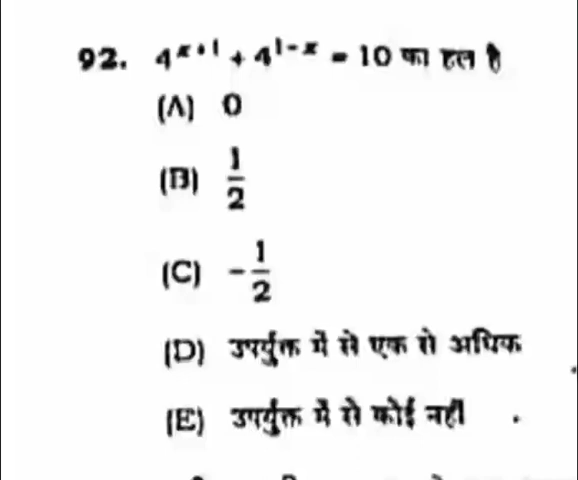 92. 4^{x+1} + 4^{1-x} = 10 का हल है
(A) 0
(B) 1/2
(C) -1/2
(D) उपर्युक्त में से एक से अधिक
(E) उपर्युक्त में से कोई नहीं